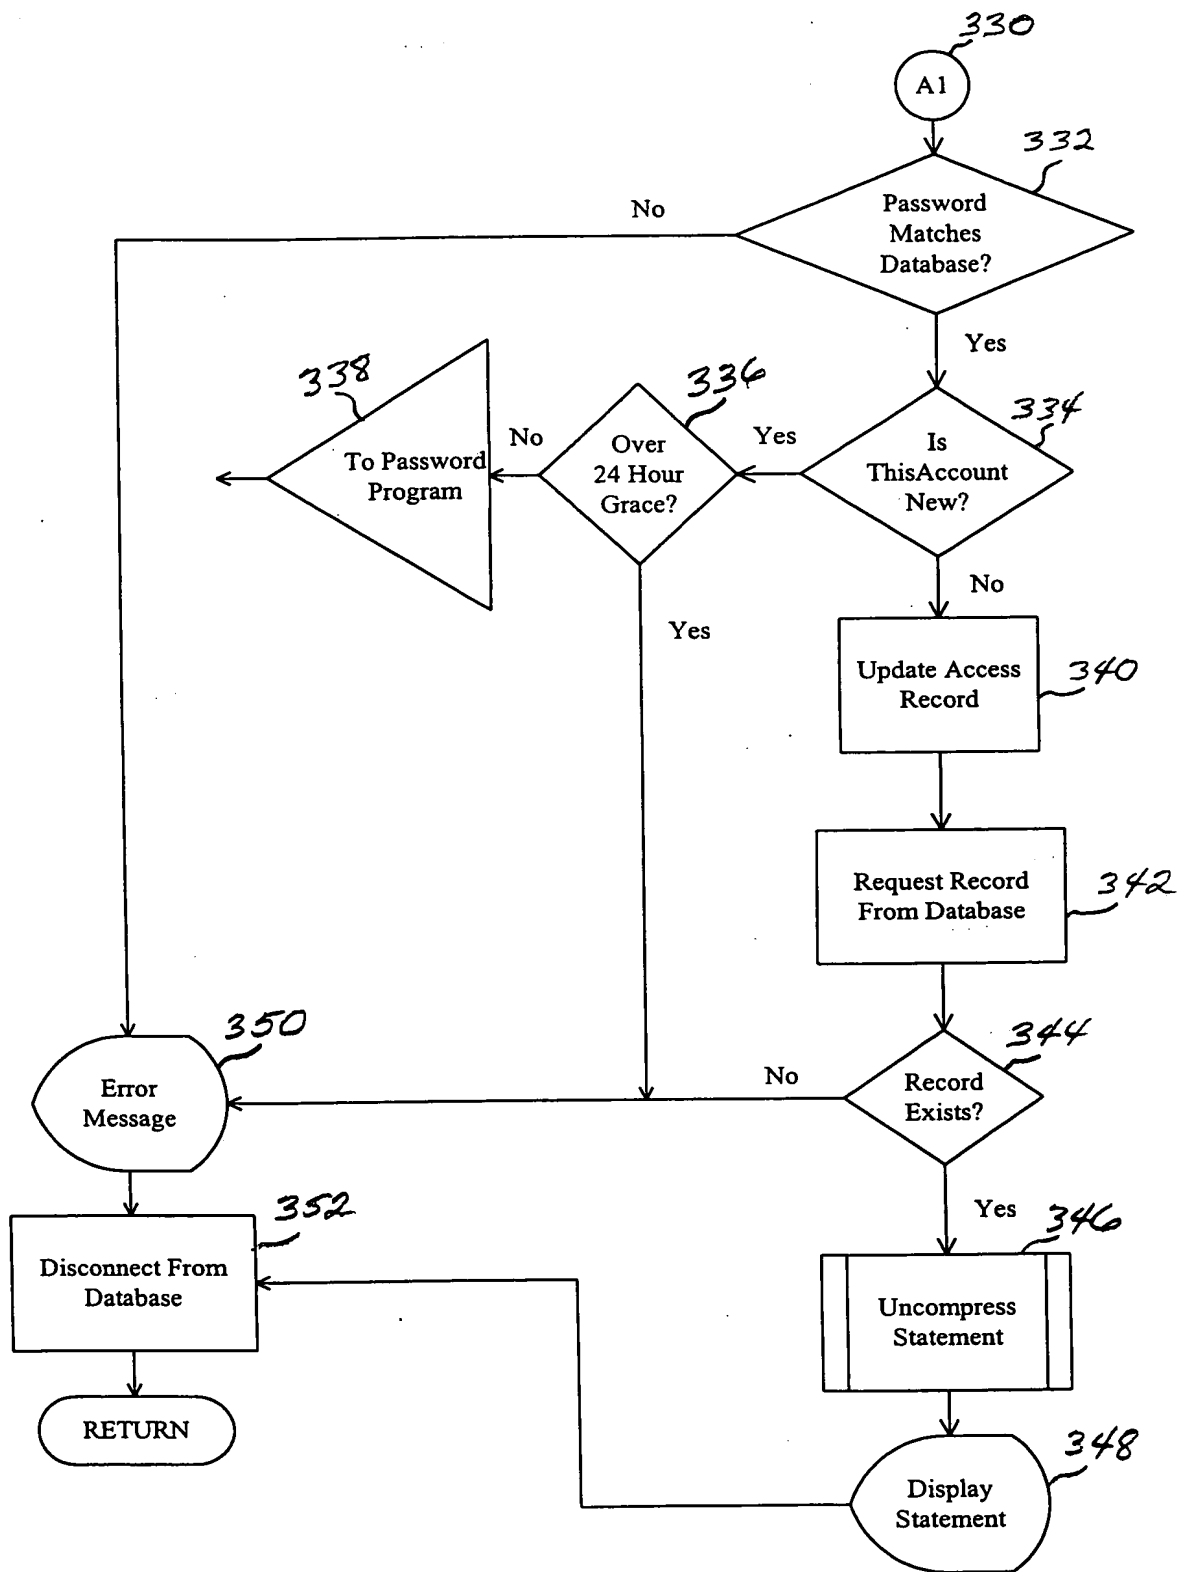 330
A1
332
Password
Matches
Database?
No
Yes
334
Is
ThisAccount
New?
Yes
336
Over
24 Hour
Grace?
No
338
To Password
Program
Yes
No
Update Access
Record
340
Request Record
From Database
342
344
Record
Exists?
No
350
Error
Message
Yes
352
Disconnect From
Database
346
Uncompress
Statement
RETURN
348
Display
Statement